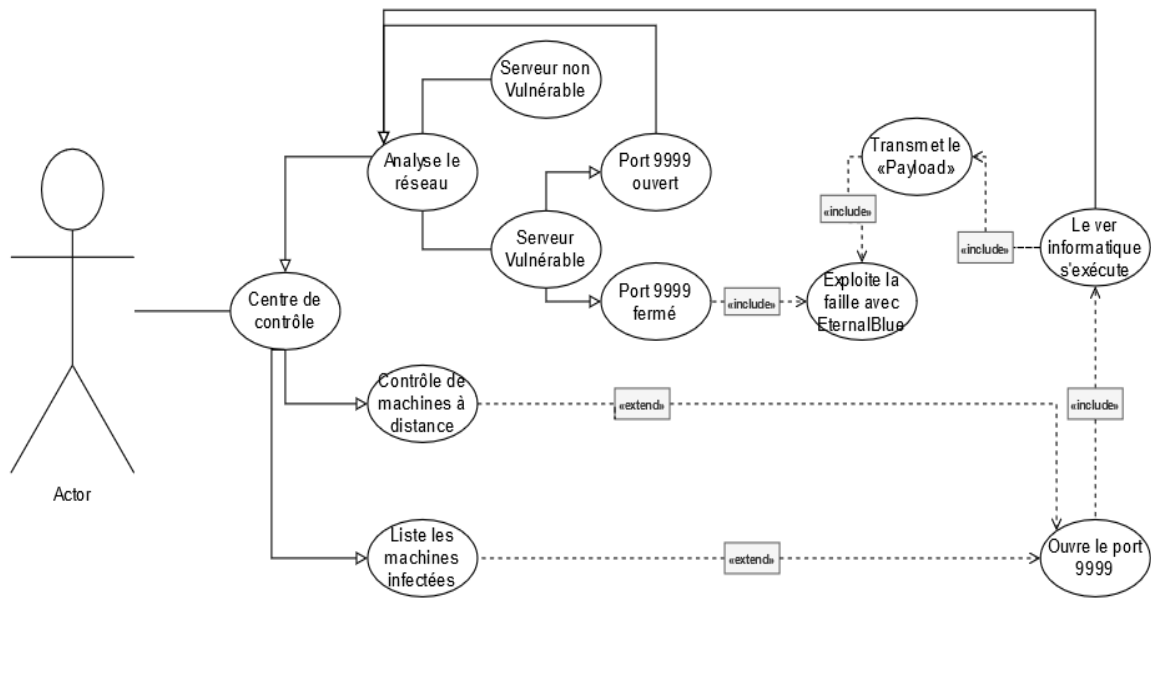 Serveur non
Vulnérable
Analyse le
réseau
Port 9999
ouvert
Transmet le
«Payload»
«include»
Serveur
Vulnérable
Le ver
informatique
s'exécute
«include»
Centre de
contrôle
Port 9999
fermé
«include»
Exploite la
faille avec
EternalBlue
Contrôle de
machines à
distance
«extend»
«include»
Actor
Liste les
machines
infectées
«extend»
Ouvre le port
9999